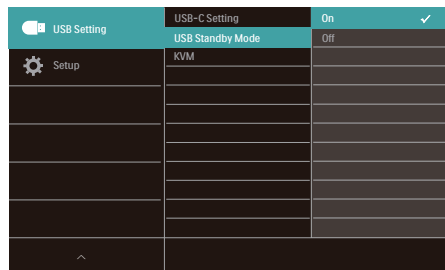 USB Setting
Setup
USB-C Setting
USB Standby Mode
KVM
On
Off